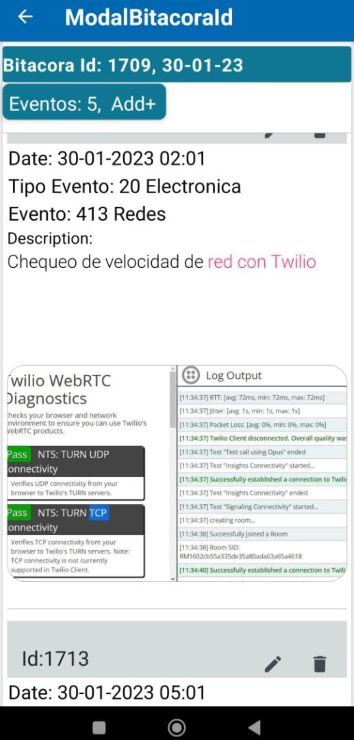 ModalBitacoraId
Bitacora Id: 1709, 30-01-23
Eventos: 5, Add+
Date: 30-01-2023 02:01
Tipo Evento: 20 Electronica
Evento: 413 Redes
Description:
Chequeo de velocidad de red con Twilio
wilio WebRTC
Diagnostics
hecks your browser and network
nvironment to ensure you can use Twilio's
WebRTC products.
Pass NTS: TURN UDP
onnectivity
Verifies UDP connectivity from your
browser to Twilio's TURN servers.
Pass NTS: TURN TCP
onnectivity
Verifies TCP connectivity from your
browser to Twilio's TURN servers. Note:
TCP connectivity is not currently
supported in Twilio Client.
Log Output
[11:34:37] RTT: [avg: 72ms, min: 72ms, max: 72ms]
[11:34:37] Jitter: [avg: 1s, min: 1s, max: 1s]
[11:34:37] Packet Loss: [avg: 0%, min: 0%, max: 0%]
[11:34:37] Twilio Client disconnected. Overall quality wa
[11:34:37] Test "Test call using Opus" ended
[11:34:37] Test "Insights Connectivity" started...
[11:34:37] Successfully established a connection to Twili
[11:34:37] Test "Insights Connectivity" ended
[11:34:37] Test "Signaling Connectivity" started...
[11:34:37] creating room...
[11:34:38] Successfully joined a Room
[11:34:38] Room SID:
[11:34:40] Successfully established a connection to Twili
Id:1713
Date: 30-01-2023 05:01